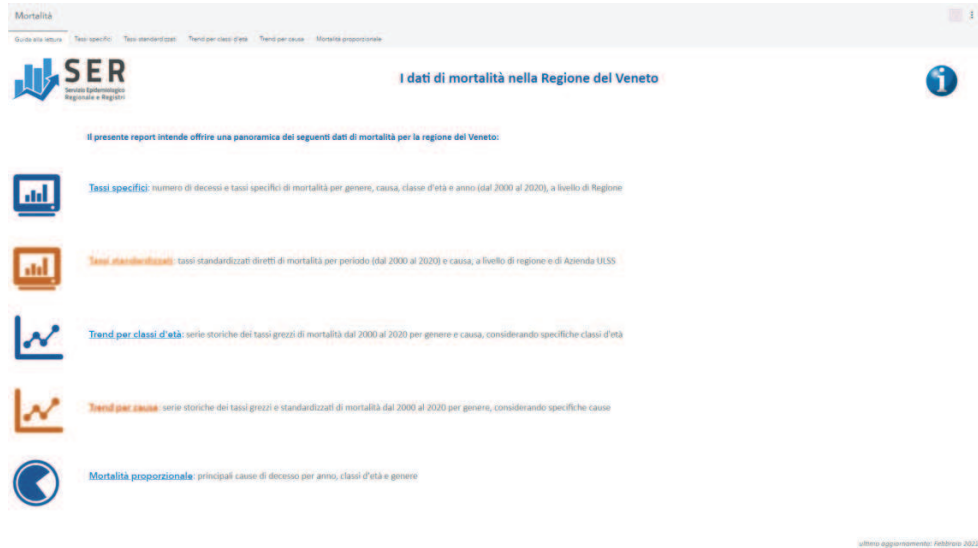 Mortalità
Guida alla lettura Tassi specifici Tassi standardizzati Trend per classi d'età Trend per cause Mortalità proporzionale
SER
Servizio Epidemiologico
Regionale e Registri
I dati di mortalità nella Regione del Veneto
i
Il presente report intende offrire una panoramica dei seguenti dati di mortalità per la regione del Veneto:
Tassi specifici: numero di decessi e tassi specifici di mortalità per genere, causa, classe d'età e anno (dal 2000 al 2020), a livello di Regione
Tassi standardizzati: tassi standardizzati diretti di mortalità per periodo (dal 2000 al 2020) e causa, a livello di regione e di Azienda ULSS
Trend per classi d'età: serie storiche dei tassi grezzi di mortalità dal 2000 al 2020 per genere e causa, considerando specifiche classi d'età
Trend per cause: serie storiche dei tassi grezzi e standardizzati di mortalità dal 2000 al 2020 per genere, considerando specifiche cause
Mortalità proporzionale: principali cause di decesso per anno, classi d'età e genere
ultimo aggiornamento: Febbraio